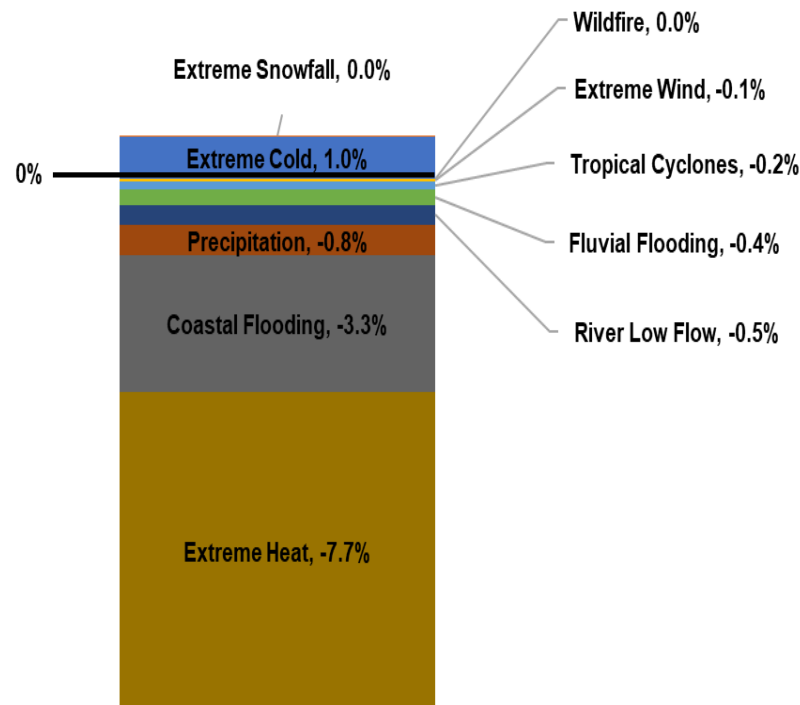 Wildfire, 0.0%
Extreme Snowfall, 0.0%
Extreme Wind, -0.1%
Extreme Cold, 1.0%
Tropical Cyclones, -0.2%
0%
Precipitation, -0.8%
Fluvial Flooding, -0.4%
Coastal Flooding, -3.3%
River Low Flow, -0.5%
Extreme Heat, -7.7%